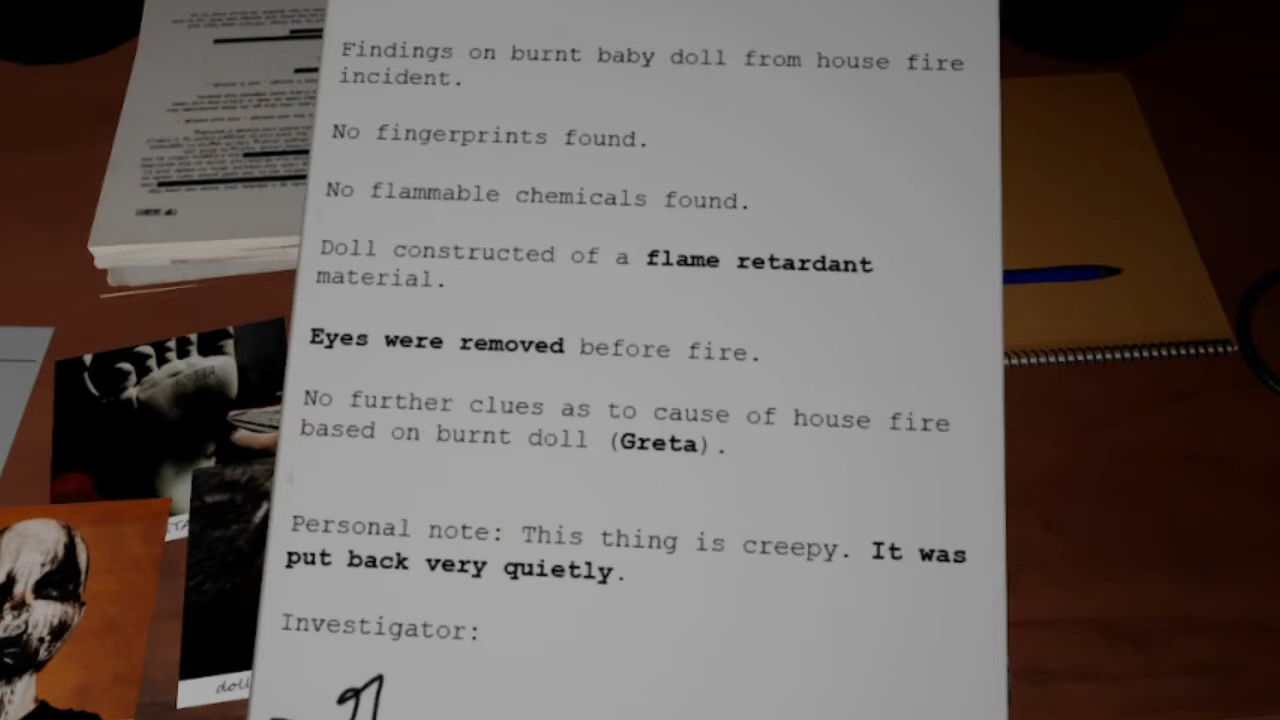 Findings on burnt baby doll from house fire
incident.
No fingerprints found.
No flammable chemicals found.
Doll constructed of a flame retardant
material.
Eyes were removed before fire.
No further clues as to cause of house fire
based on burnt doll (Greta).
Personal note: This thing is creepy. It was
put back very quietly.
Investigator:
doll